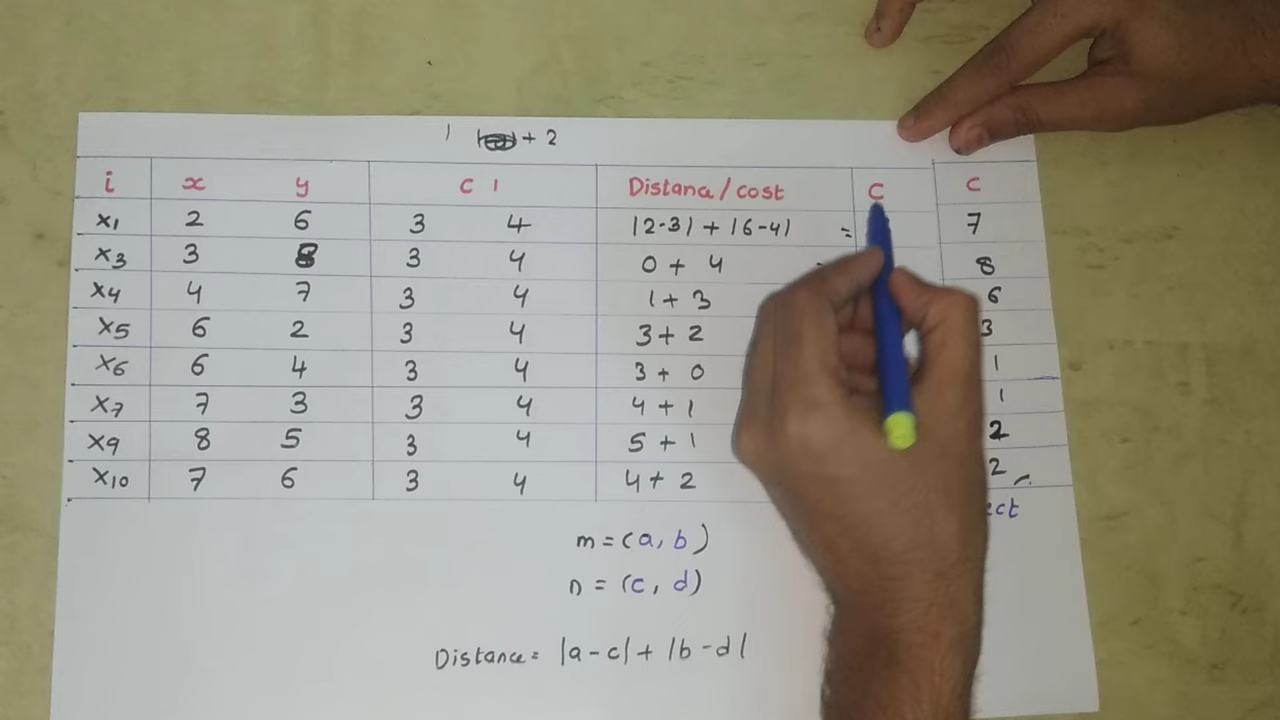 1 + 2
i x y C 1 Distana / cost C C
x1 2 6 3 4 |2-3| + |6-4| = 7
x3 3 8 3 4 0 + 4 8
x4 4 7 3 4 1 + 3 6
x5 6 2 3 4 3 + 2 3
x6 6 4 3 4 3 + 0 1
x7 7 3 3 4 4 + 1 1
x9 8 5 3 4 5 + 1 2
x10 7 6 3 4 4 + 2 2
ect
m = (a, b)
n = (c, d)
Distana = |a - c| + |b - d|